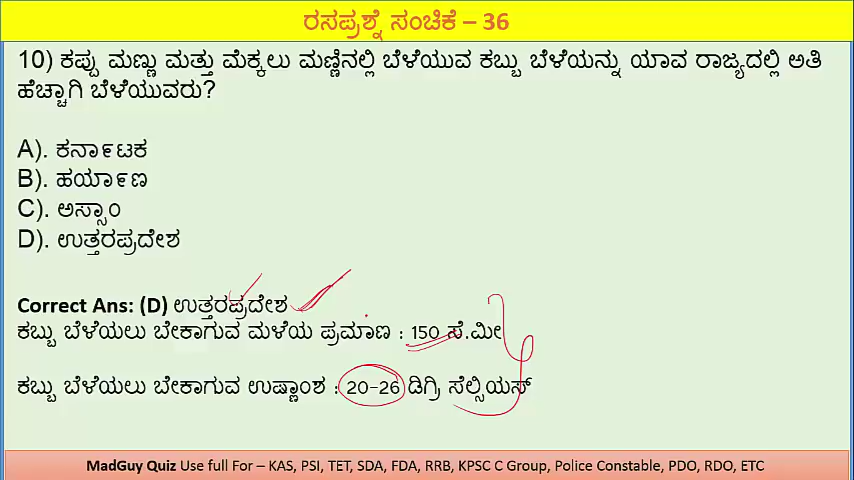 ರಸಪ್ರಶ್ನೆ ಸಂಚಿಕೆ – 36
10) ಕಪ್ಪು ಮಣ್ಣು ಮತ್ತು ಮೆಕ್ಕಲು ಮಣ್ಣಿನಲ್ಲಿ ಬೆಳೆಯುವ ಕಬ್ಬು ಬೆಳೆಯನ್ನು ಯಾವ ರಾಜ್ಯದಲ್ಲಿ ಅತಿ
ಹೆಚ್ಚಾಗಿ ಬೆಳೆಯುವರು?
A). ಕರ್ನಾಟಕ
B). ಹರ್ಯಾಣ
C). ಅಸ್ಸಾಂ
D). ಉತ್ತರಪ್ರದೇಶ
Correct Ans: (D) ಉತ್ತರಪ್ರದೇಶ
ಕಬ್ಬು ಬೆಳೆಯಲು ಬೇಕಾಗುವ ಮಳೆಯ ಪ್ರಮಾಣ : 150 ಸೆ.ಮೀ
ಕಬ್ಬು ಬೆಳೆಯಲು ಬೇಕಾಗುವ ಉಷ್ಣಾಂಶ : 20-26 ಡಿಗ್ರಿ ಸೆಲ್ಸಿಯಸ್
MadGuy Quiz Use full For – KAS, PSI, TET, SDA, FDA, RRB, KPSC C Group, Police Constable, PDO, RDO, ETC